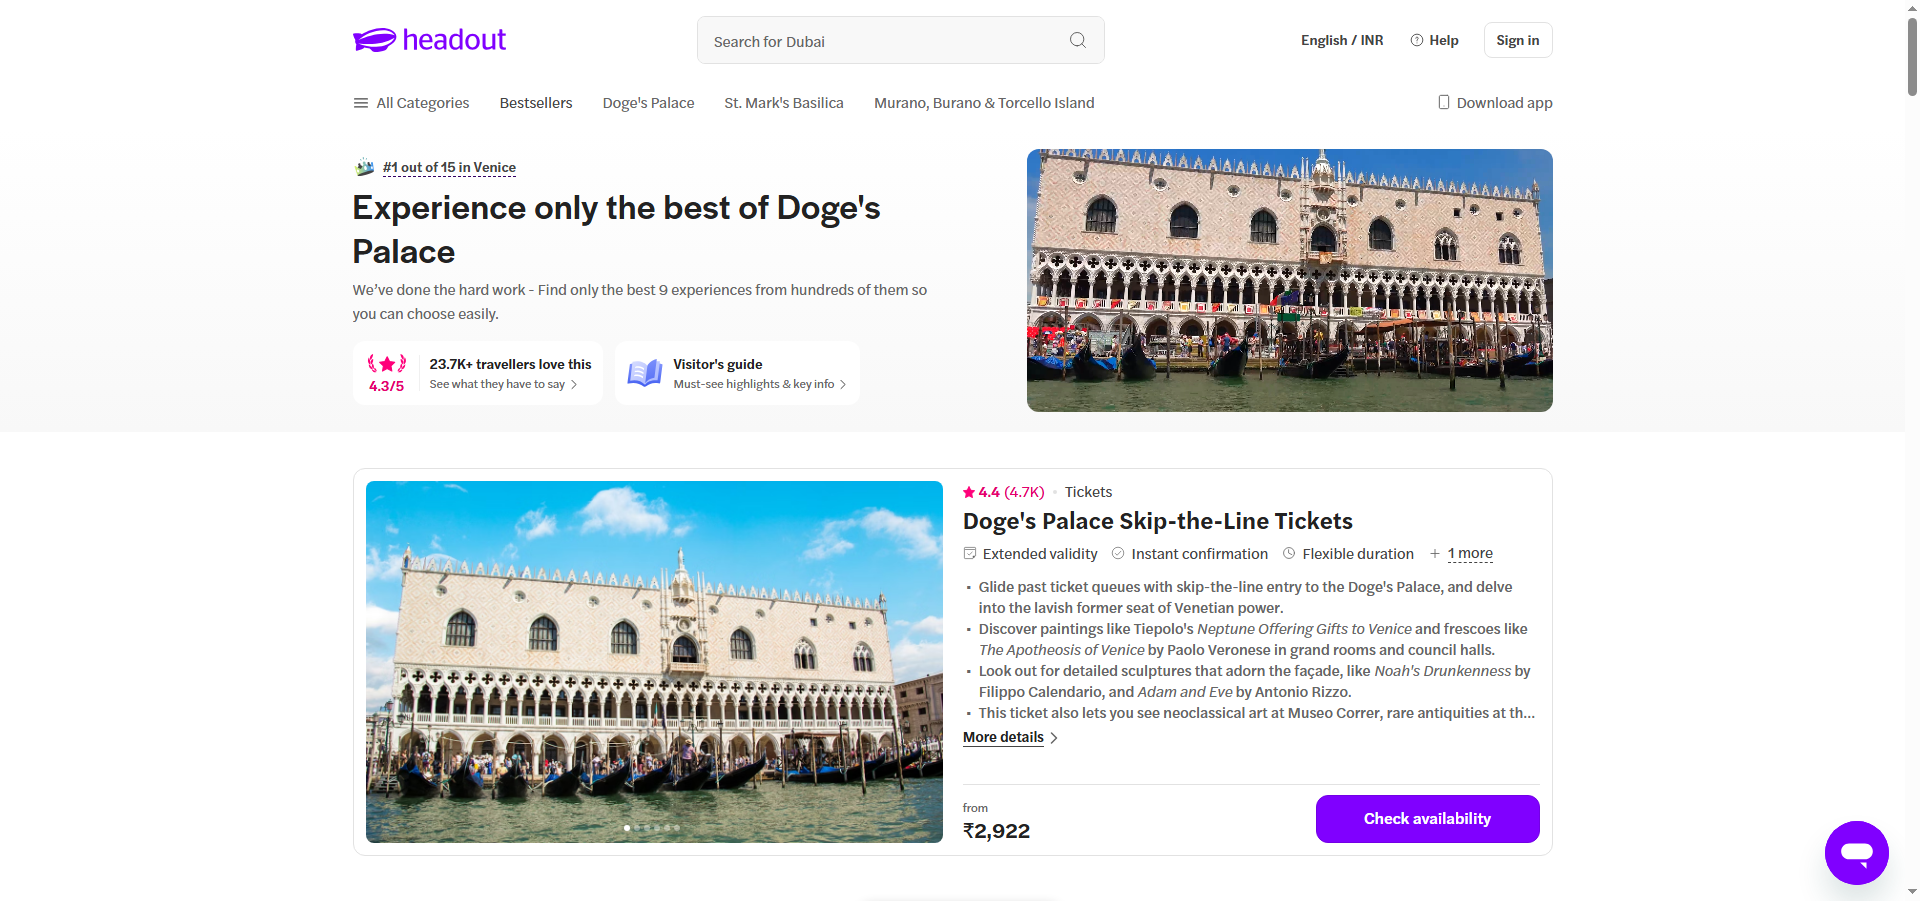 headout
Search for Dubai
English / INR
Help
Sign in
All Categories
Bestsellers
Doge's Palace
St. Mark's Basilica
Murano, Burano & Torcello Island
Download app
#1 out of 15 in Venice
Experience only the best of Doge's
Palace
We've done the hard work - Find only the best 9 experiences from hundreds of them so
you can choose easily.
4.3/5
23.7K+ travellers love this
See what they have to say
Visitor's guide
Must-see highlights & key info
4.4 (4.7K)
Tickets
Doge's Palace Skip-the-Line Tickets
Extended validity
Instant confirmation
Flexible duration
+ 1 more
Glide past ticket queues with skip-the-line entry to the Doge's Palace, and delve
into the lavish former seat of Venetian power.
Discover paintings like Tiepolo's Neptune Offering Gifts to Venice and frescoes like
The Apotheosis of Venice by Paolo Veronese in grand rooms and council halls.
Look out for detailed sculptures that adorn the façade, like Noah's Drunkenness by
Filippo Calendario, and Adam and Eve by Antonio Rizzo.
This ticket also lets you see neoclassical art at Museo Correr, rare antiquities at th...
More details
from
₹2,922
Check availability